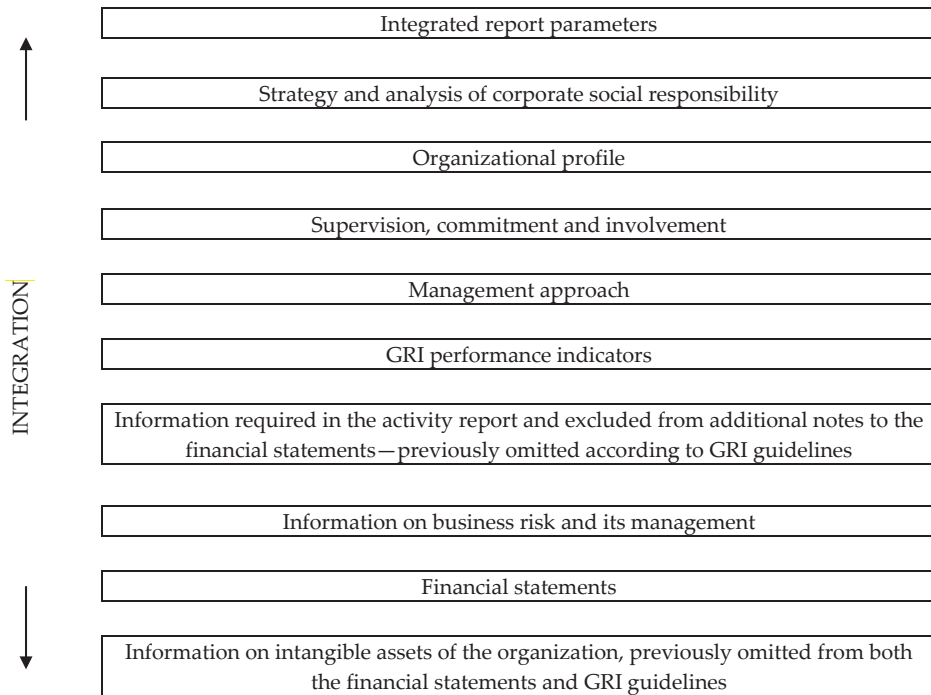 Integrated report parameters
Strategy and analysis of corporate social responsibility
Organizational profile
Supervision, commitment and involvement
Management approach
INTEGRATION
GRI performance indicators
Information required in the activity report and excluded from additional notes to the
financial statements—previously omitted according to GRI guidelines
Information on business risk and its management
Financial statements
Information on intangible assets of the organization, previously omitted from both
the financial statements and GRI guidelines